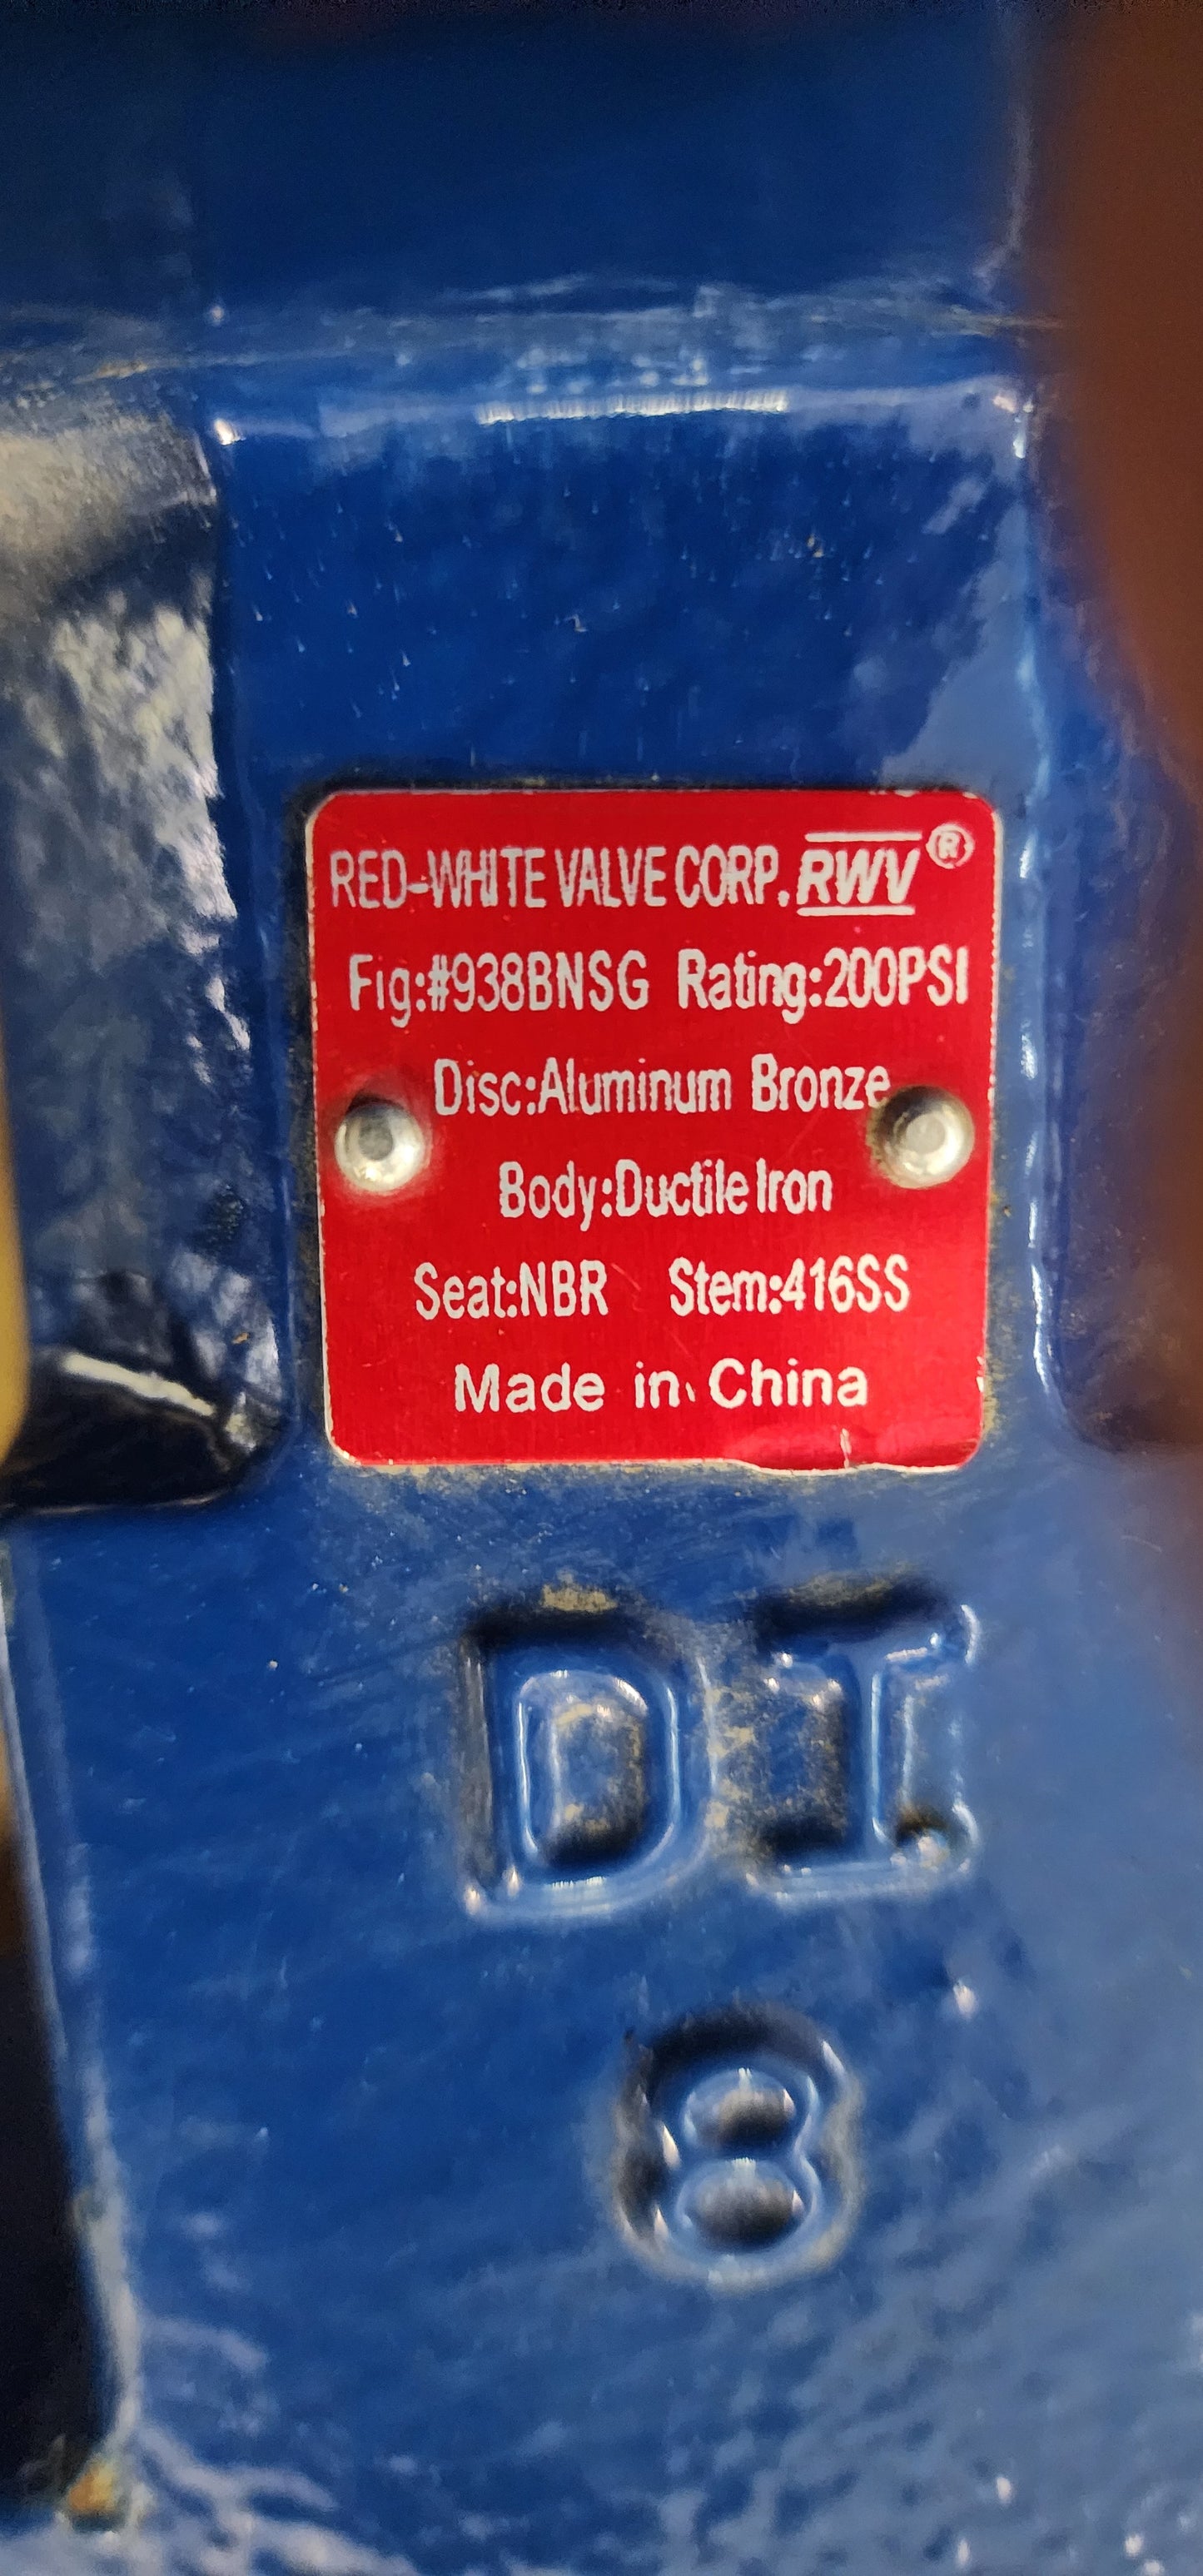 RED-WHITE VALVE CORP. RWV®
Fig:#938BNSG Rating:200PSI
Disc:Aluminum Bronze
Body:Ductile Iron
Seat:NBR Stem:416SS
Made in China
DI
8